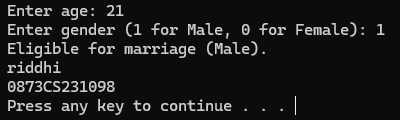 Enter age: 21
Enter gender (1 for Male, 0 for Female): 1
Eligible for marriage (Male).
riddhi
0873CS231098
Press any key to continue . . .